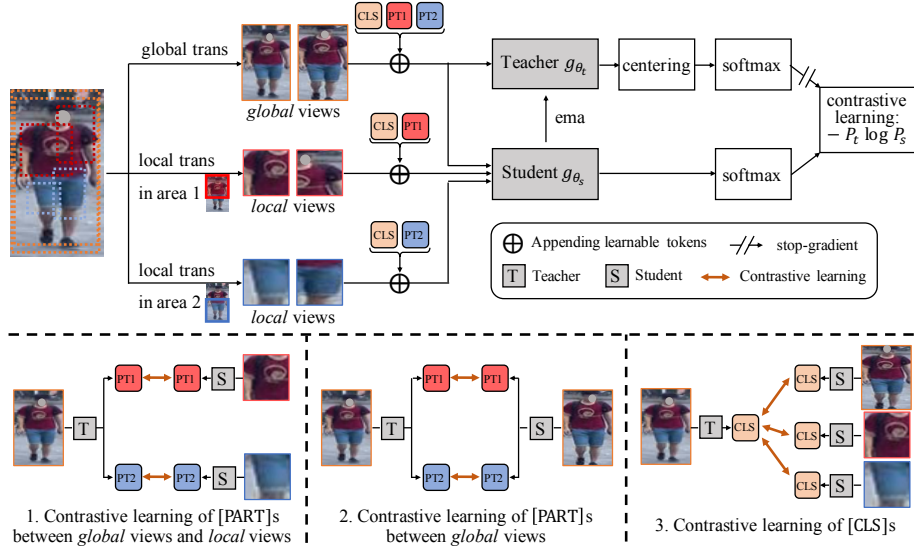 CLS PT1 PT2
global trans
global views
Teacher gθt
centering
softmax
ema
contrastive
learning:
− Pt log Ps
local trans
in area 1
local views
CLS PT1
Student gθs
softmax
local trans
in area 2
local views
CLS PT2
Appending learnable tokens
stop-gradient
T Teacher
S Student
Contrastive learning
PT1 PT1 S
T
PT2 PT2 S
1. Contrastive learning of [PART]s
between global views and local views
PT1 PT1
T S
PT2 PT2
2. Contrastive learning of [PART]s
between global views
CLS S
T CLS
CLS S
CLS S
3. Contrastive learning of [CLS]s